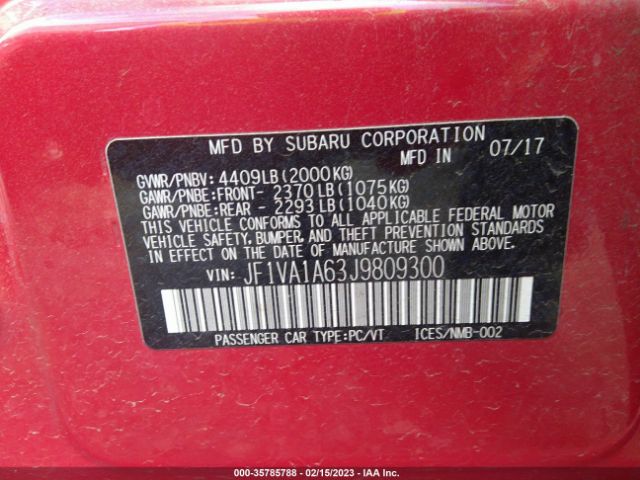 MFD BY SUBARU CORPORATION
MFD IN 07/17
GVWR/PNBV: 4409LB(2000KG)
GAWR/PNBE:FRONT- 2370LB(1075KG)
GAWR/PNBE:REAR - 2293LB(1040KG)
THIS VEHICLE CONFORMS TO ALL APPLICABLE FEDERAL MOTOR
VEHICLE SAFETY, BUMPER, AND THEFT PREVENTION STANDARDS
IN EFFECT ON THE DATE OF MANUFACTURE SHOWN ABOVE.
VIN: JF1VA1A63J9809300
PASSENGER CAR TYPE:PC/VT ICES/NMB-002
000-35785788 - 02/15/2023 - IAA Inc.